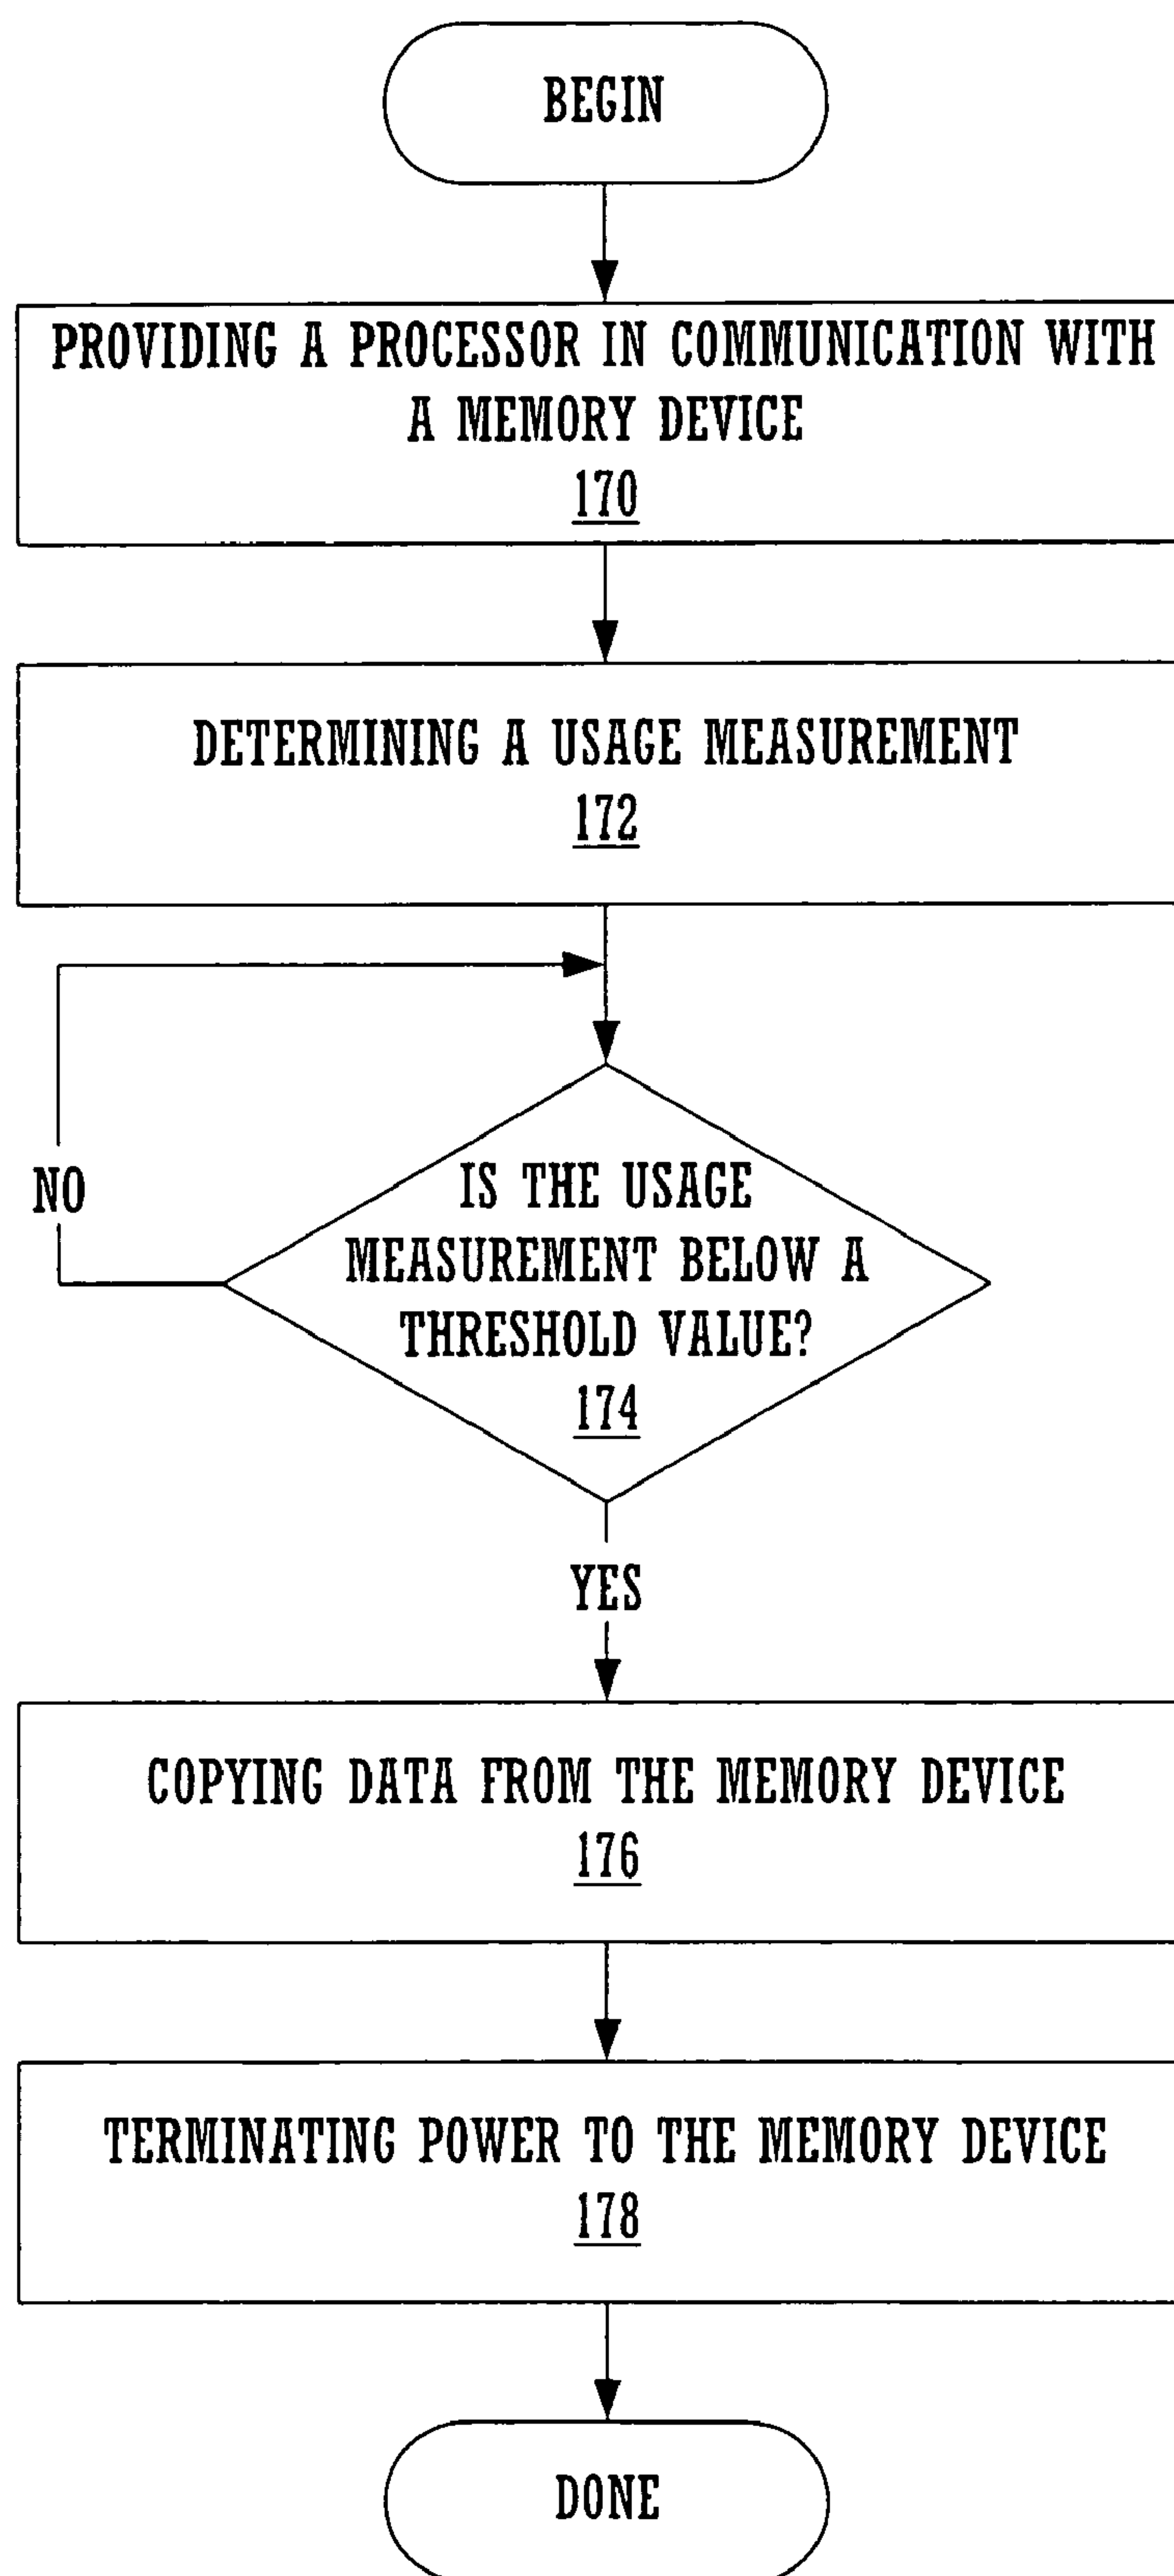 BEGIN
PROVIDING A PROCESSOR IN COMMUNICATION WITH
A MEMORY DEVICE
170
DETERMINING A USAGE MEASUREMENT
172
NO
IS THE USAGE
MEASUREMENT BELOW A
THRESHOLD VALUE?
174
YES
COPYING DATA FROM THE MEMORY DEVICE
176
TERMINATING POWER TO THE MEMORY DEVICE
178
DONE